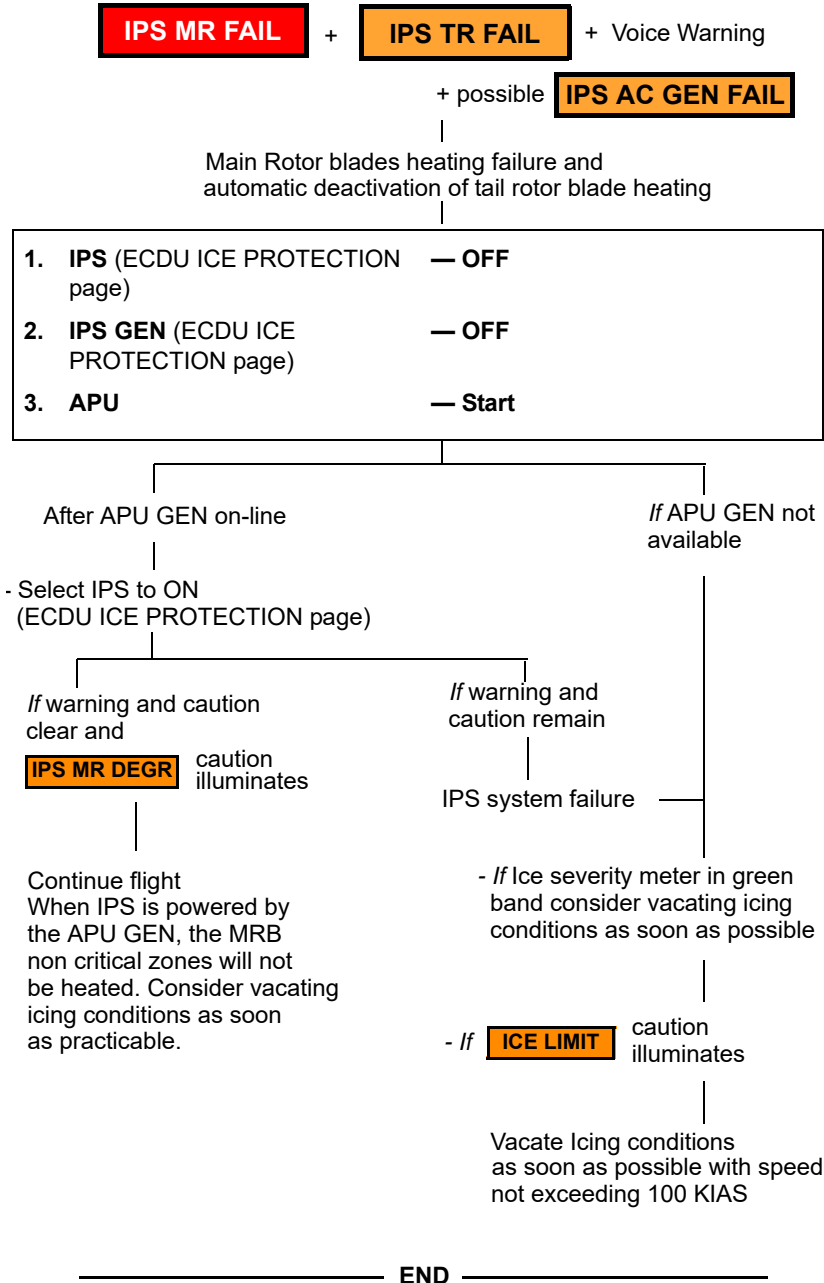 IPS MR FAIL + IPS TR FAIL + Voice Warning
+ possible IPS AC GEN FAIL
Main Rotor blades heating failure and
automatic deactivation of tail rotor blade heating
1. IPS (ECDU ICE PROTECTION — OFF
page)
2. IPS GEN (ECDU ICE — OFF
PROTECTION page)
3. APU — Start
After APU GEN on-line
- Select IPS to ON
(ECDU ICE PROTECTION page)
If warning and caution
clear and
IPS MR DEGR caution
illuminates
Continue flight
When IPS is powered by
the APU GEN, the MRB
non critical zones will not
be heated. Consider vacating
icing conditions as soon
as practicable.
If warning and
caution remain
IPS system failure
If APU GEN not
available
- If Ice severity meter in green
band consider vacating icing
conditions as soon as possible
- If ICE LIMIT caution
illuminates
Vacate Icing conditions
as soon as possible with speed
not exceeding 100 KIAS
END